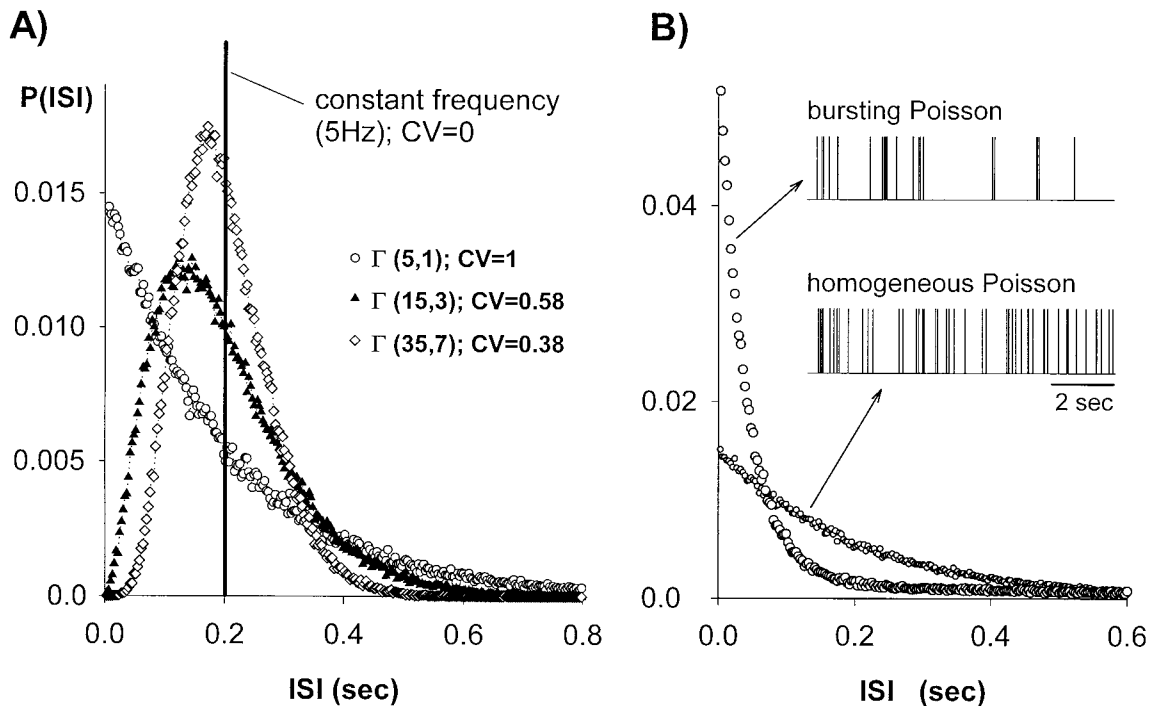 A)
P(ISI)
constant frequency
(5Hz); CV=0
0.015
0.010
0.005
0.0
Γ (5,1); CV=1
Γ (15,3); CV=0.58
Γ (35,7); CV=0.38
0.0 0.2 0.4 0.6 0.8
ISI (sec)
B)
bursting Poisson
0.04
homogeneous Poisson
2 sec
0.02
0.0
0.0 0.2 0.4 0.6
ISI (sec)